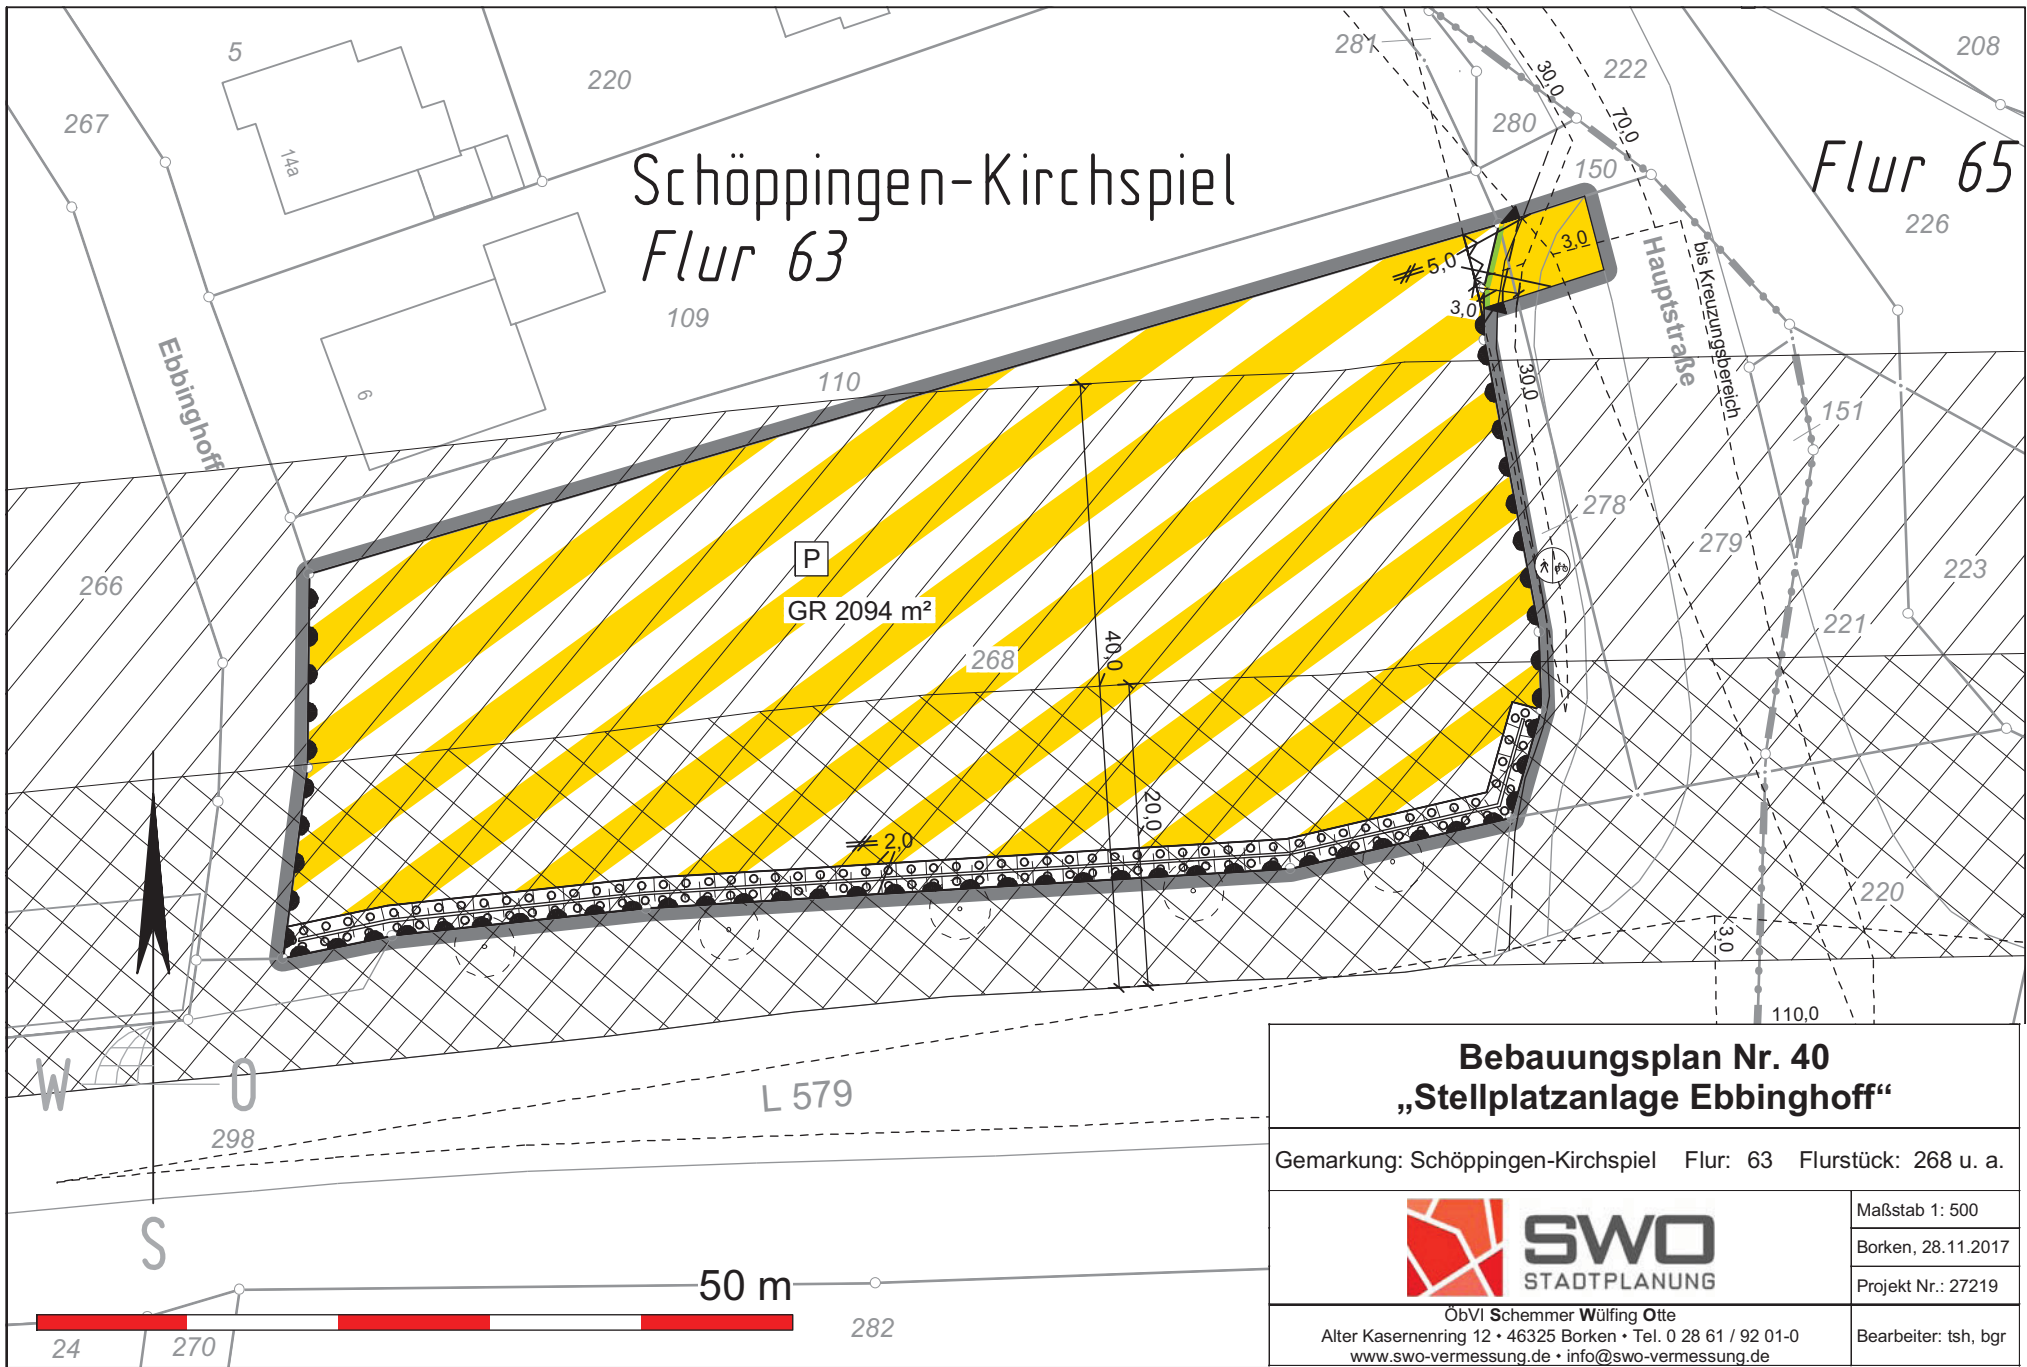 5
220
267
14a
281
30,0
222
208
70,0
280
150
Schöppingen-Kirchspiel
Flur 63
Flur 65
226
109
Ebbinghoff
6
110
5,0
3,0
3,0
Hauptstraße
bis Kreuzungsbereich
30,0
151
P
GR 2094 m²
268
40,0
20,0
2,0
278
279
266
223
221
220
3,0
110,0
W
O
S
298
L 579
50 m
24
270
282
Bebauungsplan Nr. 40
„Stellplatzanlage Ebbinghoff“
Gemarkung: Schöppingen-Kirchspiel Flur: 63 Flurstück: 268 u. a.
SWO
STADTPLANUNG
Maßstab 1: 500
Borken, 28.11.2017
Projekt Nr.: 27219
ÖbVI Schemmer Wülfing Otte
Alter Kasernenring 12 • 46325 Borken • Tel. 0 28 61 / 92 01-0
www.swo-vermessung.de • info@swo-vermessung.de
Bearbeiter: tsh, bgr